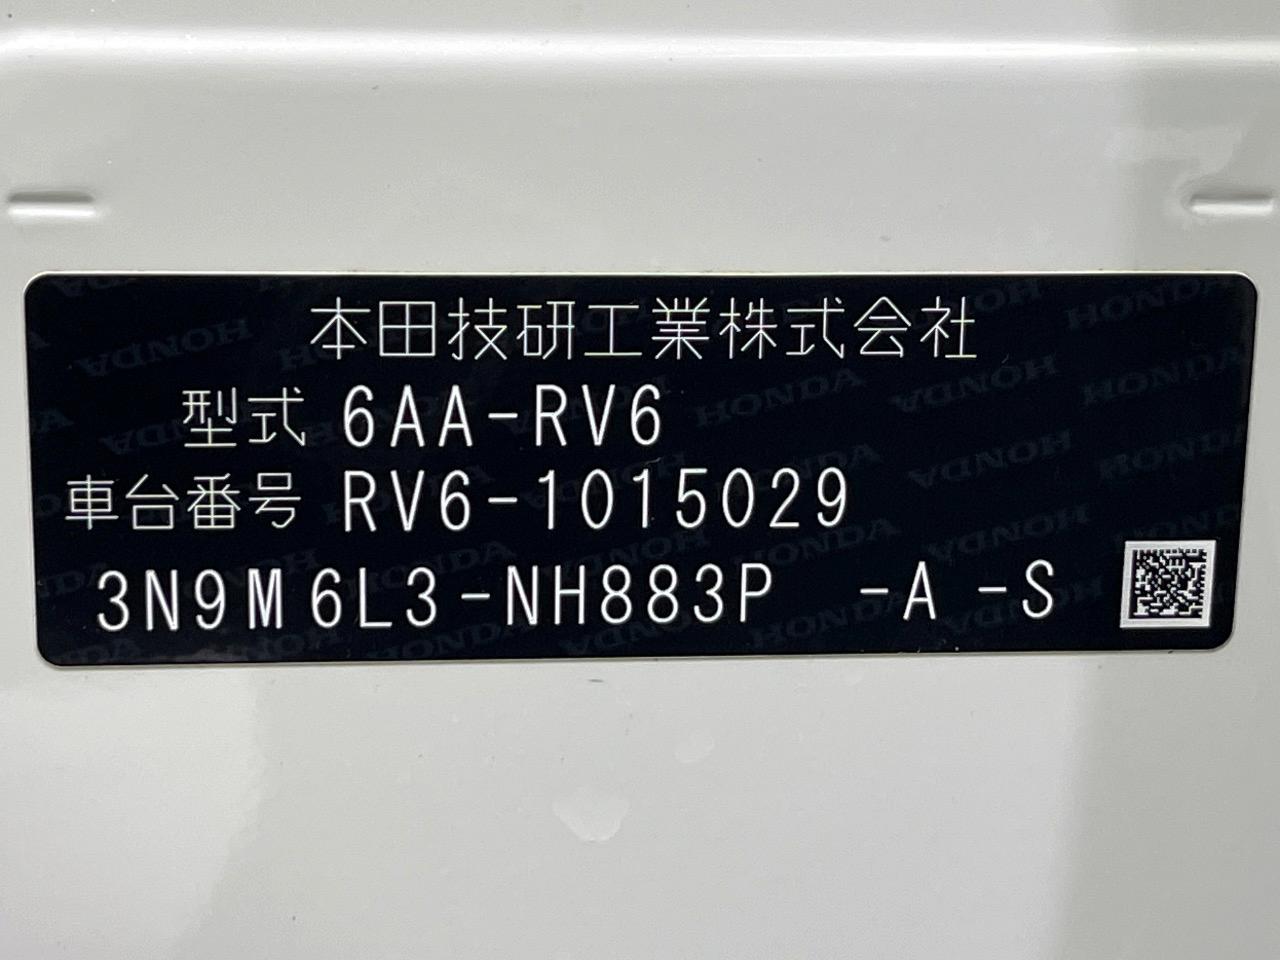 本田技研工業株式会社
型式 6AA-RV6
車台番号 RV6-1015029
3N9M6L3-NH883P -A -S